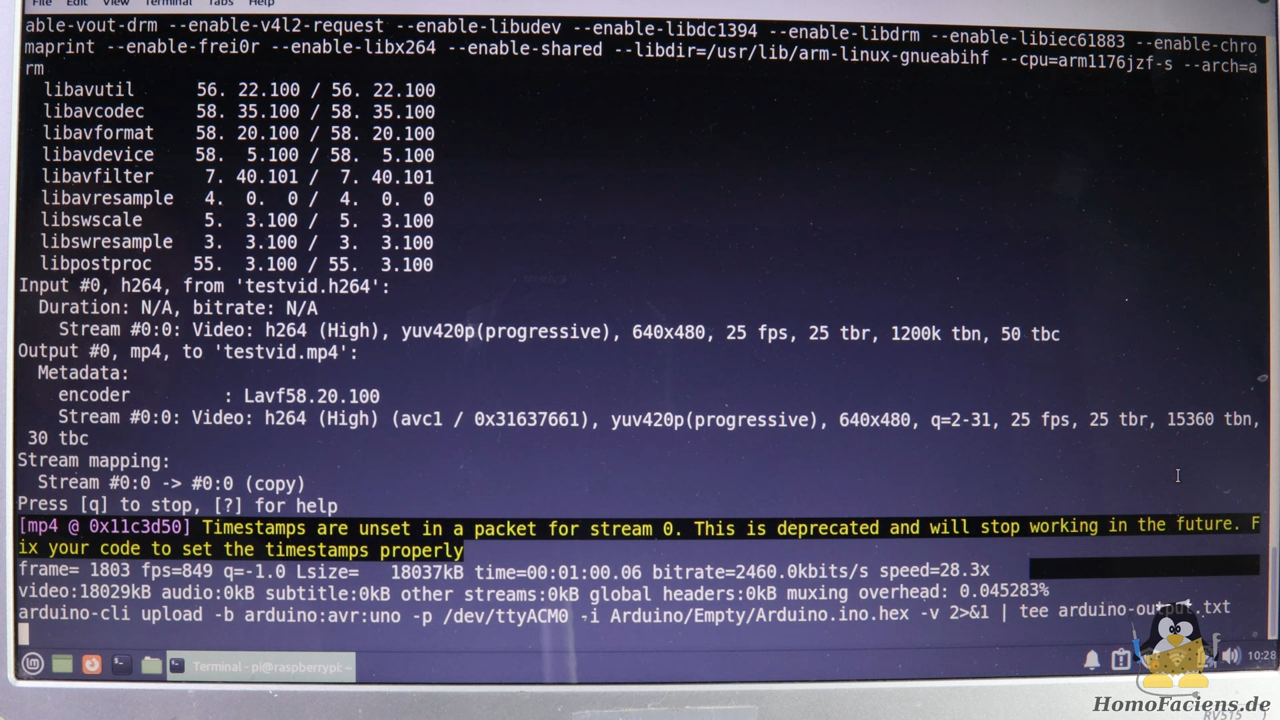 File Edit View Terminal Tabs Help
able-vout-drm --enable-v4l2-request --enable-libudev --enable-libdc1394 --enable-libdrm --enable-libiec61883 --enable-chro
maprint --enable-frei0r --enable-libx264 --enable-shared --libdir=/usr/lib/arm-linux-gnueabihf --cpu=arm1176jzf-s --arch=a
rm
libavutil 56. 22.100 / 56. 22.100
libavcodec 58. 35.100 / 58. 35.100
libavformat 58. 20.100 / 58. 20.100
libavdevice 58. 5.100 / 58. 5.100
libavfilter 7. 40.101 / 7. 40.101
libavresample 4. 0. 0 / 4. 0. 0
libswscale 5. 3.100 / 5. 3.100
libswresample 3. 3.100 / 3. 3.100
libpostproc 55. 3.100 / 55. 3.100
Input #0, h264, from 'testvid.h264':
Duration: N/A, bitrate: N/A
Stream #0:0: Video: h264 (High), yuv420p(progressive), 640x480, 25 fps, 25 tbr, 1200k tbn, 50 tbc
Output #0, mp4, to 'testvid.mp4':
Metadata:
encoder : Lavf58.20.100
Stream #0:0: Video: h264 (High) (avc1 / 0x31637661), yuv420p(progressive), 640x480, q=2-31, 25 fps, 25 tbr, 15360 tbn,
30 tbc
Stream mapping:
Stream #0:0 -> #0:0 (copy)
Press [q] to stop, [?] for help
[mp4 @ 0x11c3d50] Timestamps are unset in a packet for stream 0. This is deprecated and will stop working in the future. F
ix your code to set the timestamps properly
frame= 1803 fps=849 q=-1.0 Lsize= 18037kB time=00:01:00.06 bitrate=2460.0kbits/s speed=28.3x
video:18029kB audio:0kB subtitle:0kB other streams:0kB global headers:0kB muxing overhead: 0.045283%
arduino-cli upload -b arduino:avr:uno -p /dev/ttyACM0 -i Arduino/Empty/Arduino.ino.hex -v 2>&1 | tee arduino-output.txt
Terminal - pi@raspberrypi: ~
10:28
HomoFaciens.de
RV515